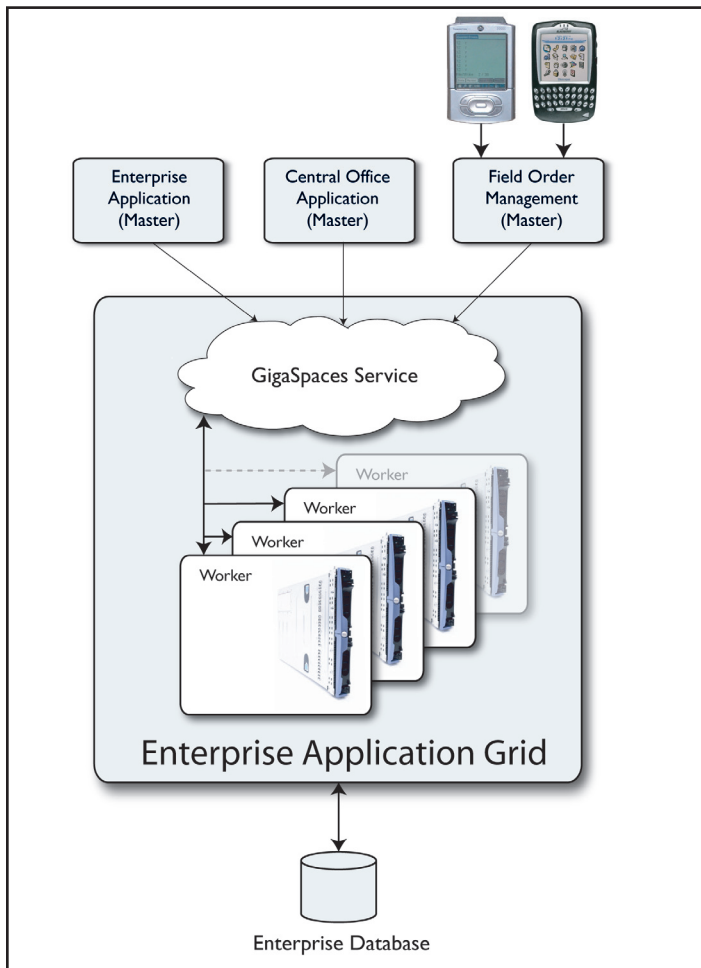 Enterprise
Application
(Master)
Central Office
Application
(Master)
Field Order
Management
(Master)
GigaSpaces Service
Worker
Worker
Worker
Worker
Enterprise Application Grid
Enterprise Database